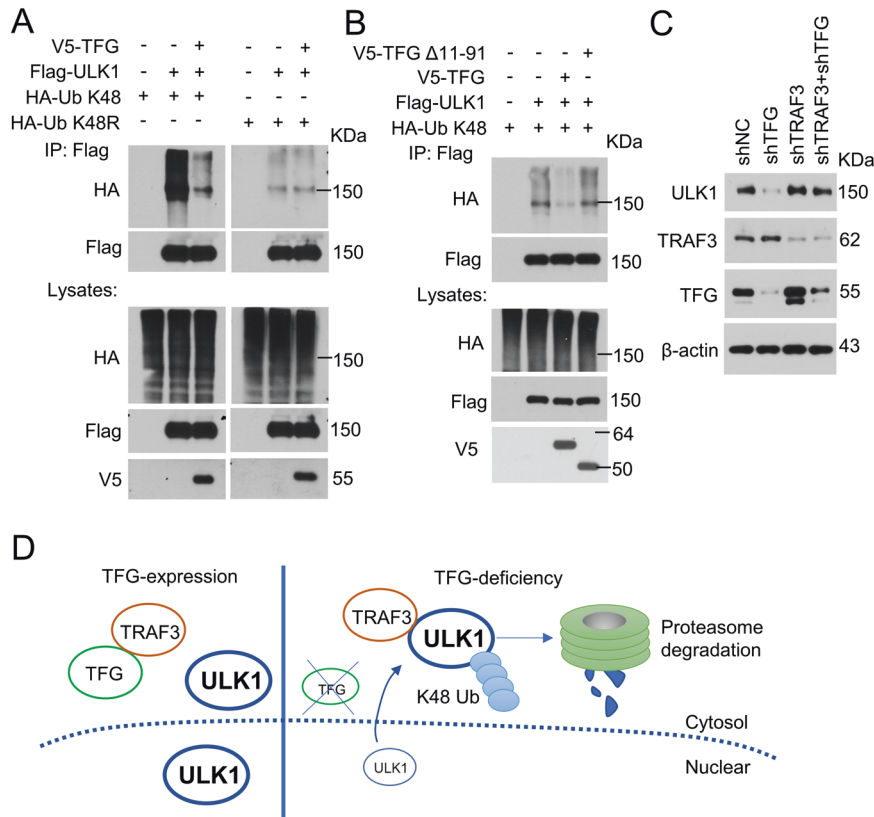 A
V5-TFG - - + - - +
Flag-ULK1 - + + - + +
HA-Ub K48 + + + - - -
HA-Ub K48R - - - + + +
KDa
IP: Flag
HA
150
Flag
150
Lysates:
HA
150
Flag
150
V5
55
B
V5-TFG Δ11-91 - - - +
V5-TFG - - + -
Flag-ULK1 - + + +
HA-Ub K48 + + + +
KDa
IP: Flag
HA
150
Flag
150
Lysates:
HA
150
Flag
150
V5
64
50
C
shNC
shTFG
shTRAF3
shTRAF3+shTFG
KDa
ULK1
150
TRAF3
62
TFG
55
β-actin
43
D
TFG-expression
TRAF3
TFG
ULK1
ULK1
TFG-deficiency
TRAF3
ULK1
TFG
K48 Ub
ULK1
Proteasome
degradation
Cytosol
Nuclear